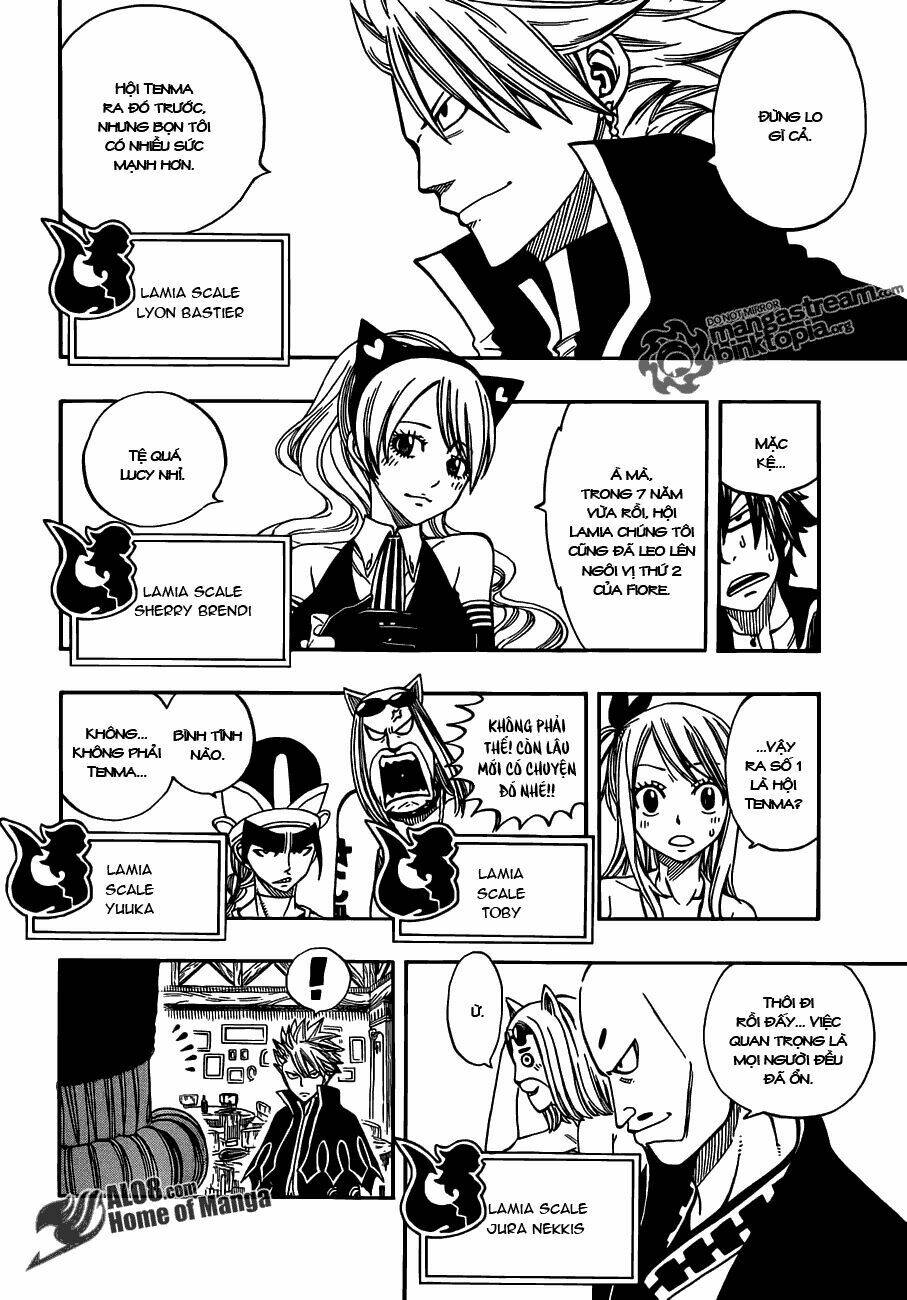 ĐỪNG LO
GÌ CẢ.
HỘI TENMA
RA ĐÓ TRƯỚC,
NHƯNG BỌN TÔI
CÓ NHIỀU SỨC
MẠNH HƠN.
LAMIA SCALE
LYON BASTIER
DO NOT MIRROR
mangastream.com
binktopia.org
MẶC
KỆ...
À MÀ,
TRONG 7 NĂM
VỪA RỒI, HỘI
LAMIA CHÚNG TÔI
CŨNG ĐÃ LEO LÊN
NGÔI VỊ THỨ 2
CỦA FIORE.
TỆ QUÁ
LUCY NHỈ.
LAMIA SCALE
SHERRY BRENDI
...VẬY
RA SỐ 1
LÀ HỘI
TENMA?
KHÔNG PHẢI
THẾ! CÒN LÂU
MỚI CÓ CHUYỆN
ĐÓ NHÉ!!
LAMIA
SCALE
TOBY
BÌNH TĨNH
NÀO.
KHÔNG...
KHÔNG PHẢI
TENMA...
LAMIA
SCALE
YUUKA
THÔI ĐI
RỒI ĐẤY... VIỆC
QUAN TRỌNG LÀ
MỌI NGƯỜI ĐỀU
ĐÃ ỔN.
Ừ.
LAMIA SCALE
JURA NEKKIS
!
ALO8.com
Home of Manga